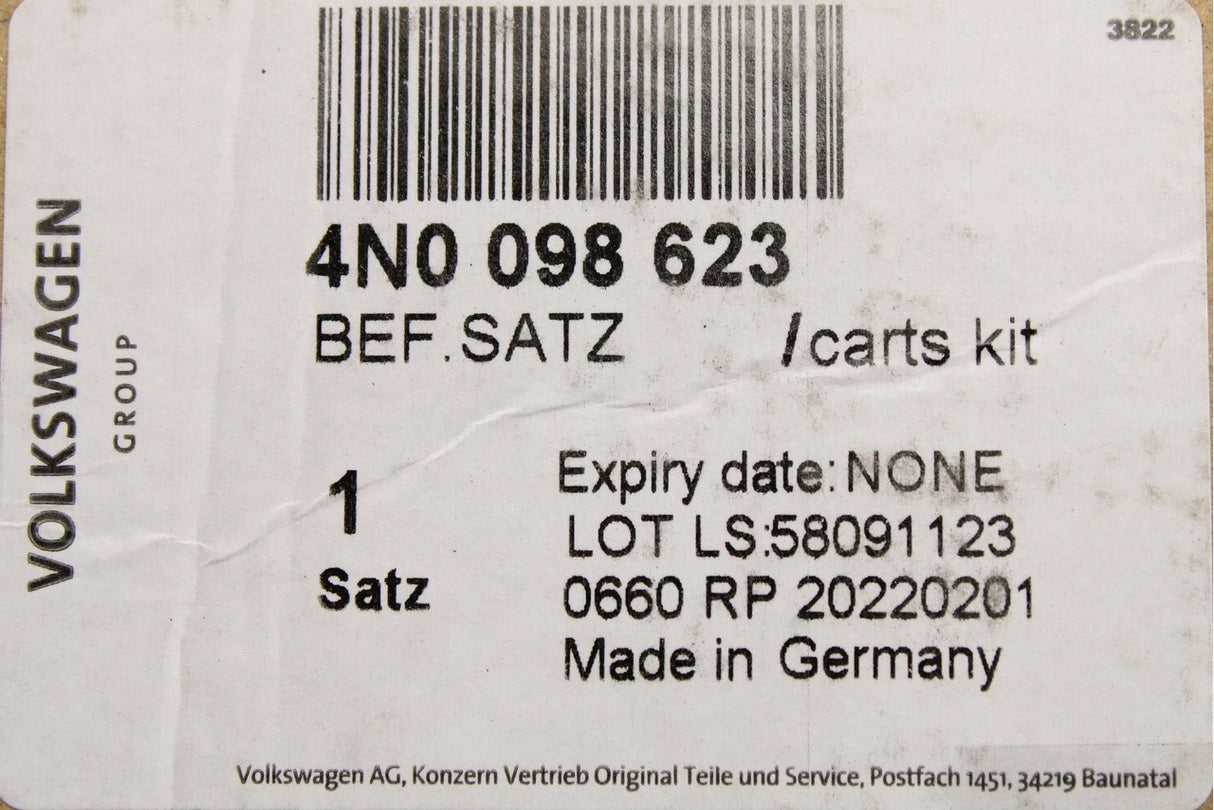 3822
VOLKSWAGEN
GROUP
4N0 098 623
BEF.SATZ /carts kit
1
Satz
Expiry date:NONE
LOT LS:58091123
0660 RP 20220201
Made in Germany
Volkswagen AG, Konzern Vertrieb Original Teile und Service, Postfach 1451, 34219 Baunatal